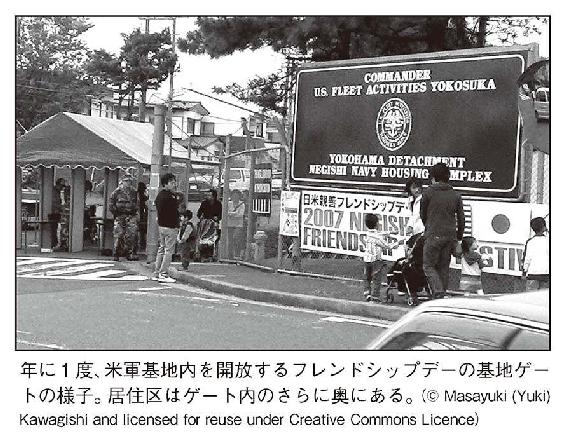 COMMANDER
U.S. FLEET ACTIVITIES YOKOSUKA
YOKOHAMA DETACHMENT
NEGISHI NAVY HOUSING COMPLEX
日米親善フレンドシップデー
2007 NEGISHI
FRIENDSH
年に1度、米軍基地内を開放するフレンドシップデーの基地ゲー
トの様子。居住区はゲート内のさらに奥にある。(© Masayuki (Yuki)
Kawagishi and licensed for reuse under Creative Commons Licence)